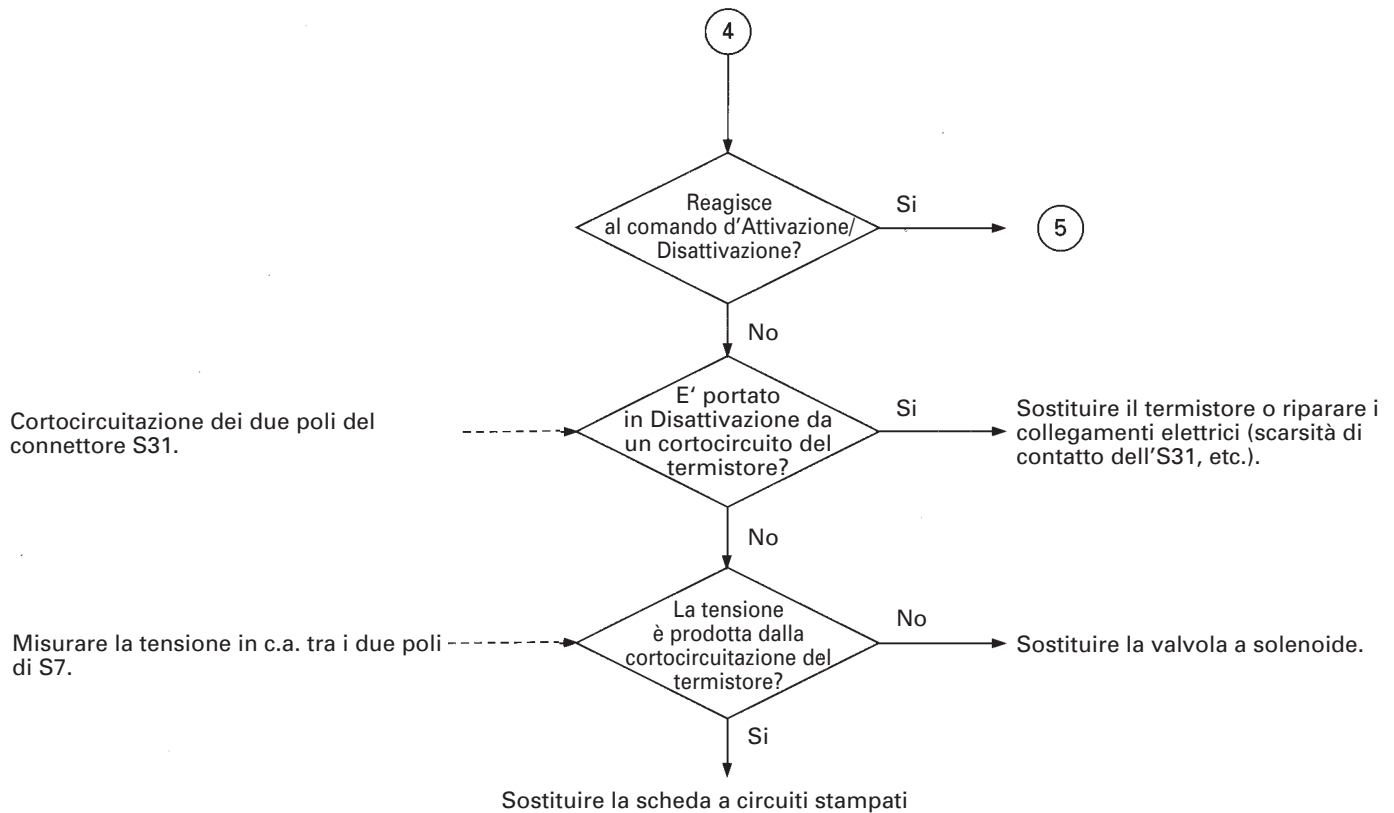 4
Reagisce
al comando d'Attivazione/
Disattivazione?
Si
5
No
Cortocircuitazione dei due poli del
connettore S31.
E‘ portato
in Disattivazione da
un cortocircuito del
termistore?
Si
Sostituire il termistore o riparare i
collegamenti elettrici (scarsità di
contatto dell'S31, etc.).
No
Misurare la tensione in c.a. tra i due poli
di S7.
La tensione
è prodotta dalla
cortocircuitazione del
termistore?
No
Sostituire la valvola a solenoide.
Si
Sostituire la scheda a circuiti stampati